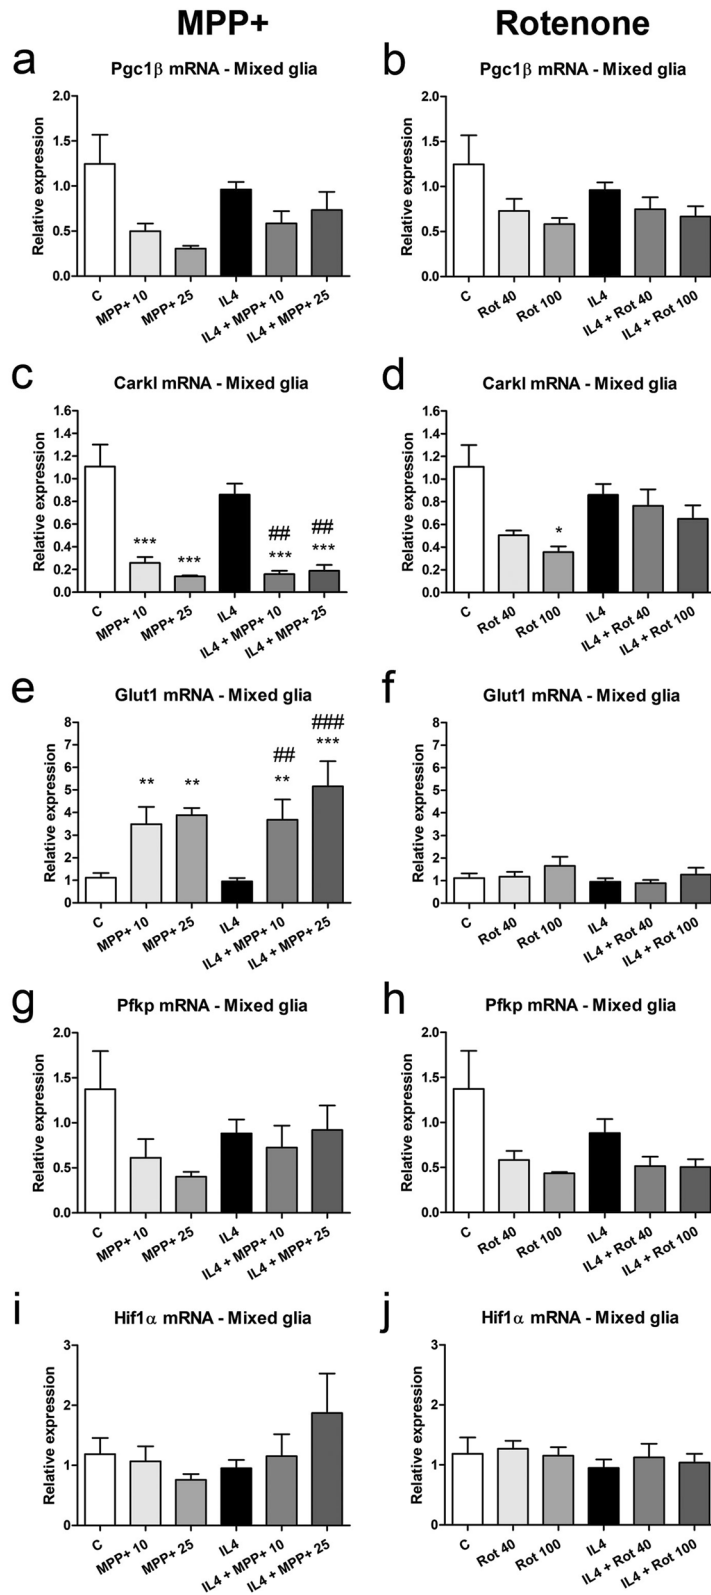 MPP+ Rotenone
a b
Pgc1β mRNA - Mixed glia Pgc1β mRNA - Mixed glia
Relative expression Relative expression
2.0 2.0
1.5 1.5
1.0 1.0
0.5 0.5
0.0 0.0
C MPP+ 10 MPP+ 25 IL4 IL4 + MPP+ 10 IL4 + MPP+ 25
C Rot 40 Rot 100 IL4 IL4 + Rot 40 IL4 + Rot 100
c d
Carkl mRNA - Mixed glia Carkl mRNA - Mixed glia
Relative expression Relative expression
1.6 1.6
1.4 1.4
1.2 1.2
1.0 1.0
0.8 0.8
0.6 0.6
0.4 0.4
0.2 0.2
0.0 0.0
## ##
*** *** *** *** *
C MPP+ 10 MPP+ 25 IL4 IL4 + MPP+ 10 IL4 + MPP+ 25
C Rot 40 Rot 100 IL4 IL4 + Rot 40 IL4 + Rot 100
e f
Glut1 mRNA - Mixed glia Glut1 mRNA - Mixed glia
Relative expression Relative expression
8 8
7 7
6 6
5 5
4 4
3 3
2 2
1 1
0 0
## ###
** ** ** ***
C MPP+ 10 MPP+ 25 IL4 IL4 + MPP+ 10 IL4 + MPP+ 25
C Rot 40 Rot 100 IL4 IL4 + Rot 40 IL4 + Rot 100
g h
Pfkp mRNA - Mixed glia Pfkp mRNA - Mixed glia
Relative expression Relative expression
2.0 2.0
1.5 1.5
1.0 1.0
0.5 0.5
0.0 0.0
C MPP+ 10 MPP+ 25 IL4 IL4 + MPP+ 10 IL4 + MPP+ 25
C Rot 40 Rot 100 IL4 IL4 + Rot 40 IL4 + Rot 100
i j
Hif1α mRNA - Mixed glia Hif1α mRNA - Mixed glia
Relative expression Relative expression
3 3
2 2
1 1
0 0
C MPP+ 10 MPP+ 25 IL4 IL4 + MPP+ 10 IL4 + MPP+ 25
C Rot 40 Rot 100 IL4 IL4 + Rot 40 IL4 + Rot 100